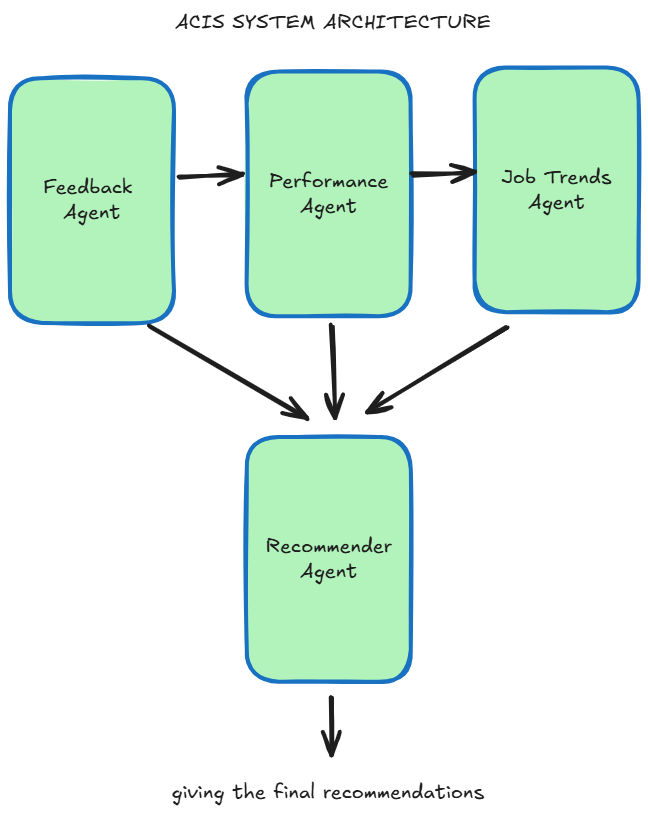 ACIS SYSTEM ARCHITECTURE
Feedback
Agent
Performance
Agent
Job Trends
Agent
Recommender
Agent
giving the final recommendations